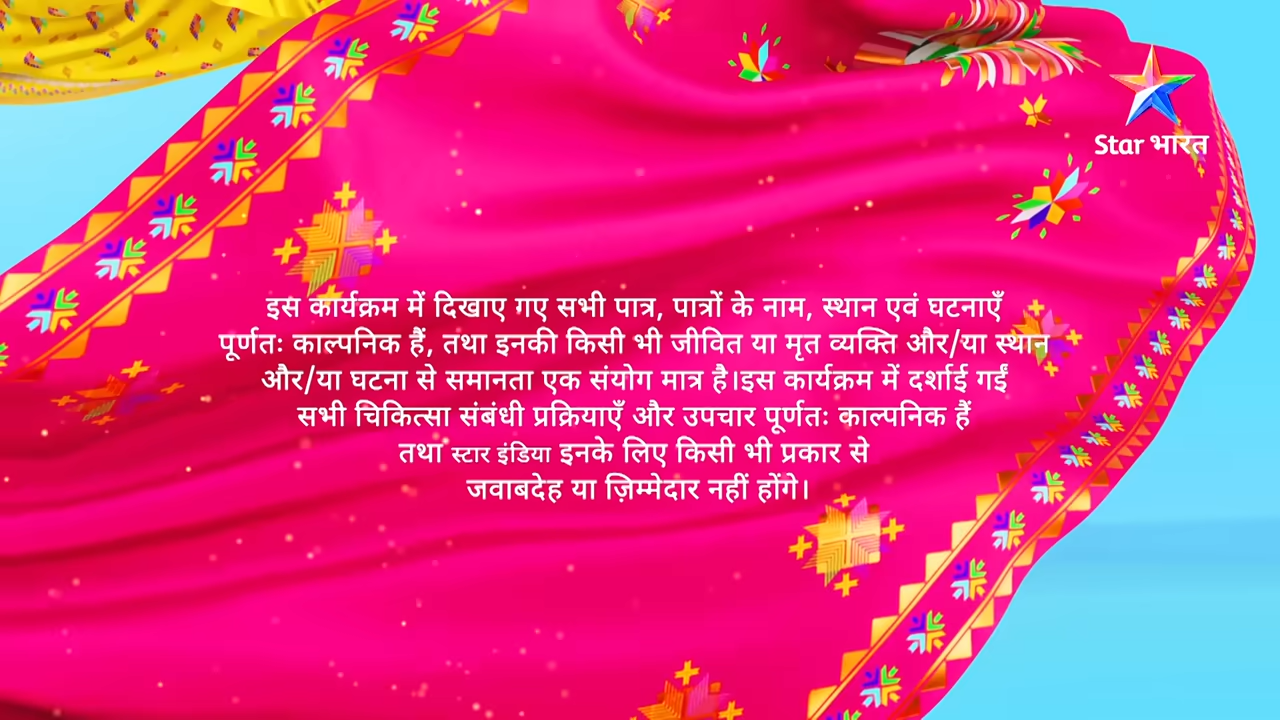 Star भारत
इस कार्यक्रम में दिखाए गए सभी पात्र, पात्रों के नाम, स्थान एवं घटनाएँ
पूर्णतः काल्पनिक हैं, तथा इनकी किसी भी जीवित या मृत व्यक्ति और/या स्थान
और/या घटना से समानता एक संयोग मात्र है।इस कार्यक्रम में दर्शाई गईं
सभी चिकित्सा संबंधी प्रक्रियाएँ और उपचार पूर्णतः काल्पनिक हैं
तथा स्टार इंडिया इनके लिए किसी भी प्रकार से
जवाबदेह या ज़िम्मेदार नहीं होंगे।